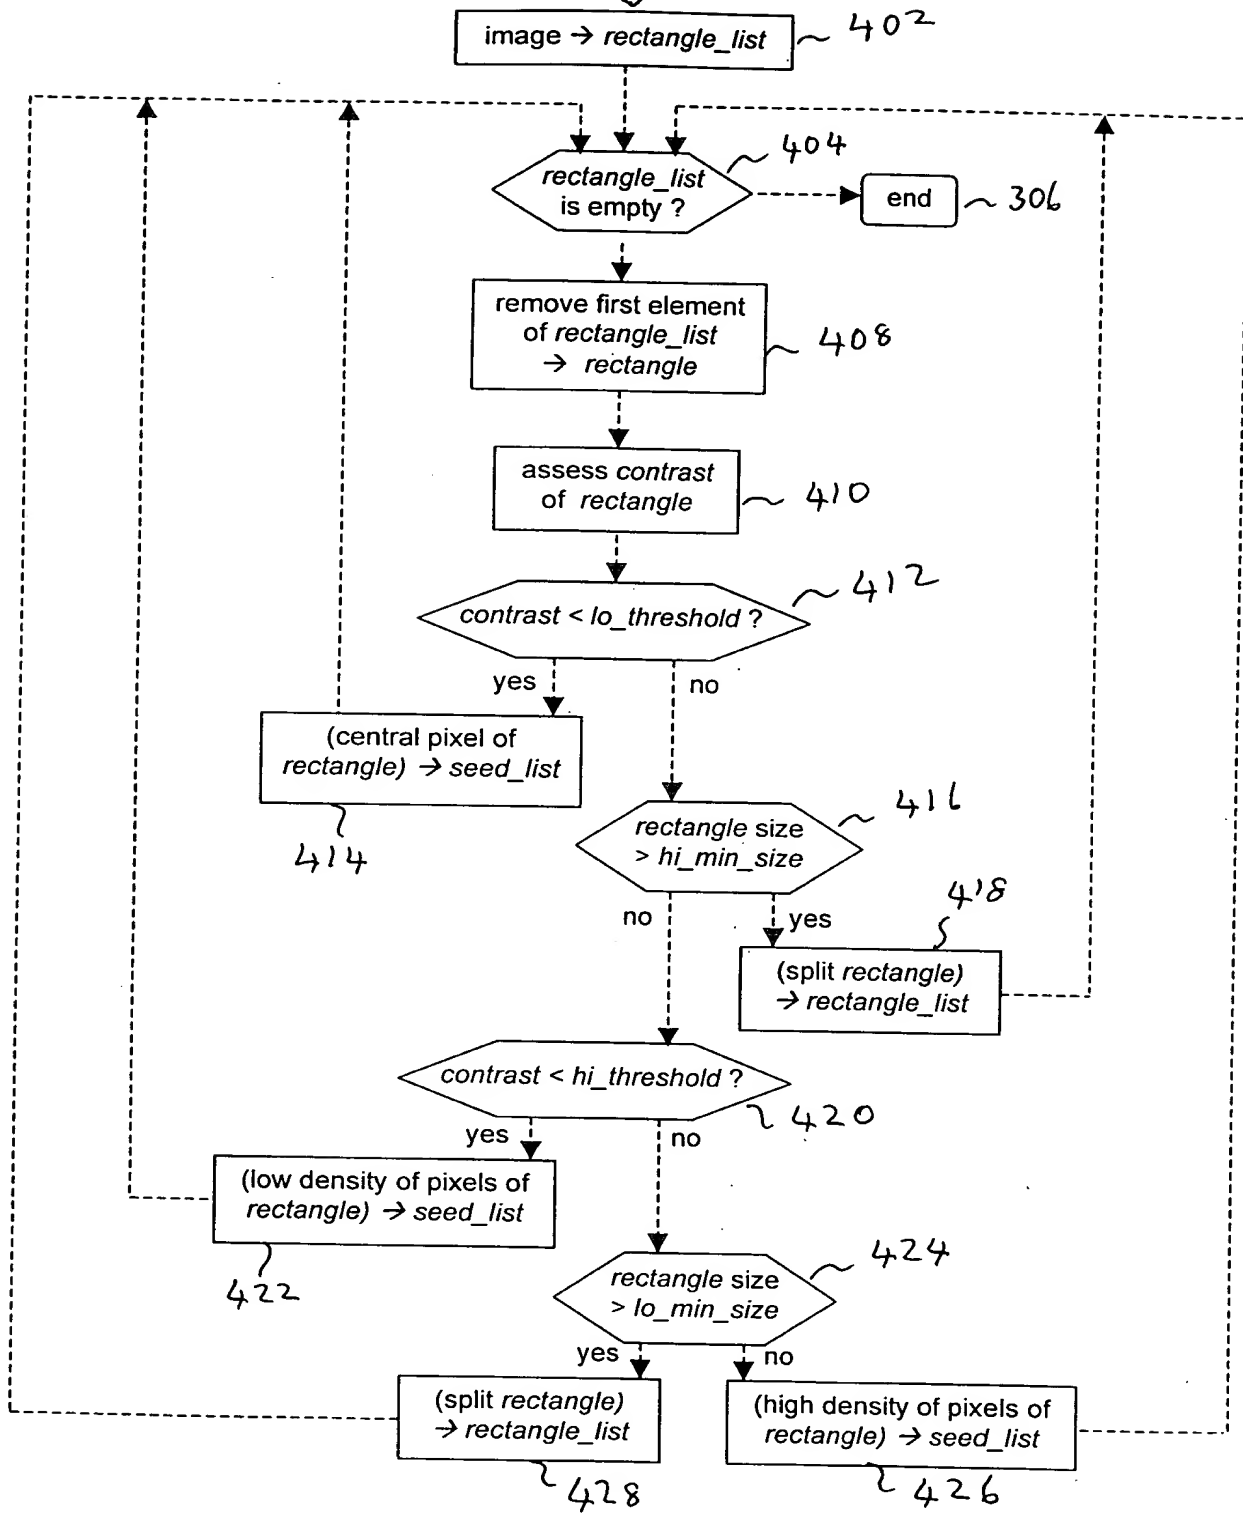 image → rectangle_list
402
404
rectangle_list
is empty ?
end
306
remove first element
of rectangle_list
→ rectangle
408
assess contrast
of rectangle
410
412
contrast < lo_threshold ?
yes
no
(central pixel of
rectangle) → seed_list
414
416
rectangle size
> hi_min_size
no
yes
418
(split rectangle)
→ rectangle_list
contrast < hi_threshold ?
420
yes
no
(low density of pixels of
rectangle) → seed_list
422
424
rectangle size
> lo_min_size
yes
no
(split rectangle)
→ rectangle_list
428
(high density of pixels of
rectangle) → seed_list
426